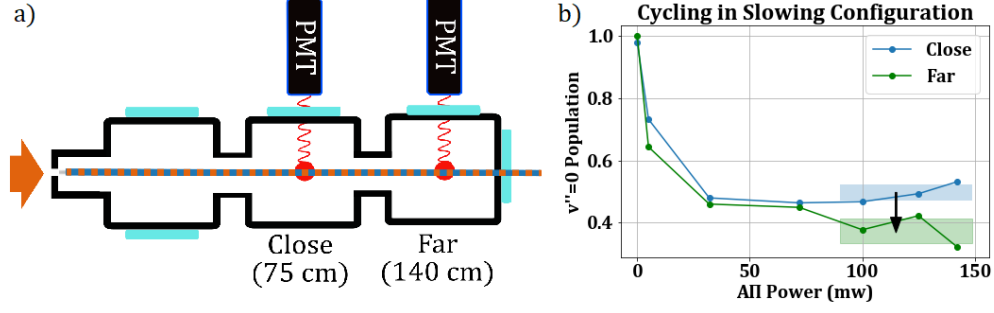 a)
PMT
PMT
Close
(75 cm)
Far
(140 cm)
b)
Cycling in Slowing Configuration
v"=0 Population
1.0
0.8
0.6
0.4
Close
Far
0
50
100
150
AΠ Power (mw)